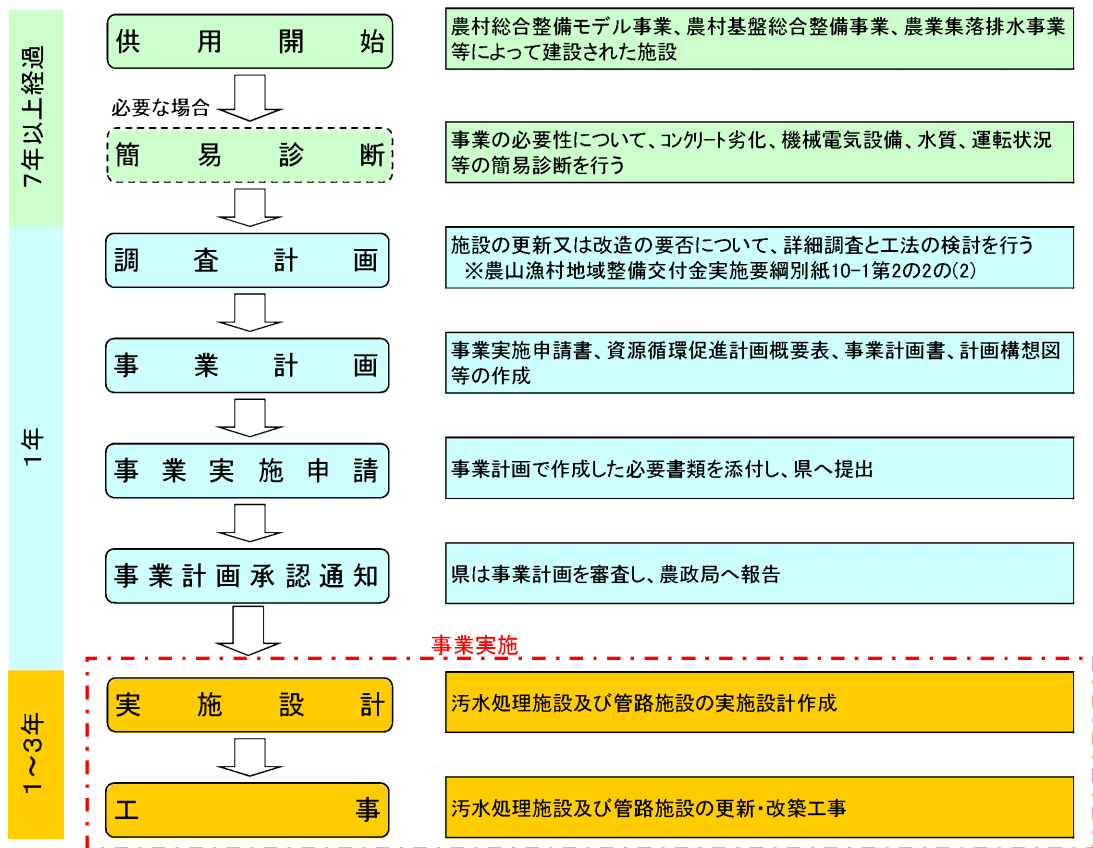 7年以上経過
供用開始
農村総合整備モデル事業、農村基盤総合整備事業、農業集落排水事業
等によって建設された施設
必要な場合
簡易診断
事業の必要性について、コンクリート劣化、機械電気設備、水質、運転状況
等の簡易診断を行う
1年
調査計画
施設の更新又は改造の要否について、詳細調査と工法の検討を行う
※農山漁村地域整備交付金実施要綱別紙10-1第2の2の(2)
事業計画
事業実施申請書、資源循環促進計画概要表、事業計画書、計画構想図
等の作成
事業実施申請
事業計画で作成した必要書類を添付し、県へ提出
事業計画承認通知
県は事業計画を審査し、農政局へ報告
事業実施
1～3年
実施設計
汚水処理施設及び管路施設の実施設計作成
工事
汚水処理施設及び管路施設の更新・改築工事